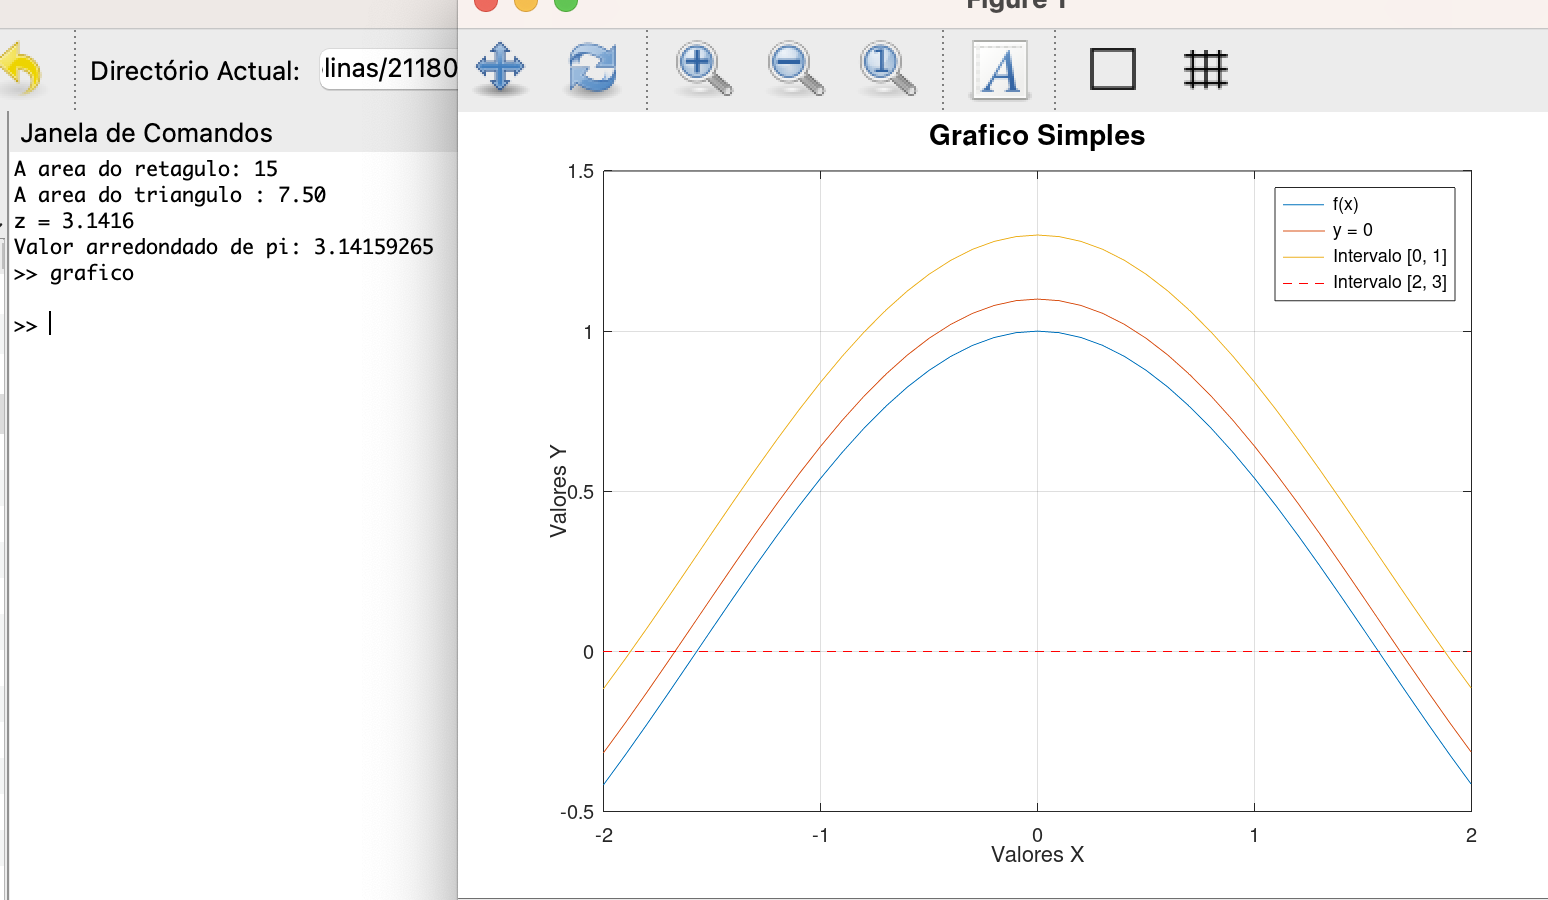 Figure 1
Directório Actual:
linas/21180
1
A
Janela de Comandos
A area do retagulo: 15
A area do triangulo : 7.50
z = 3.1416
Valor arredondado de pi: 3.14159265
>> grafico
>>
Grafico Simples
1.5
1
0.5
0
-0.5
Valores Y
f(x)
y = 0
Intervalo [0, 1]
Intervalo [2, 3]
-2 -1 0 1 2
Valores X